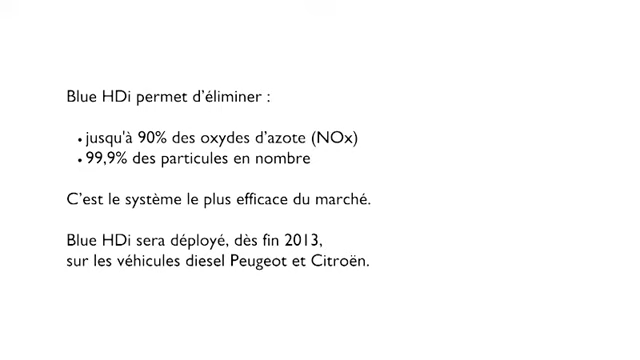 Blue HDi permet d'éliminer :
• jusqu'à 90% des oxydes d'azote (NOx)
• 99,9% des particules en nombre
C'est le système le plus efficace du marché.
Blue HDi sera déployé, dès fin 2013,
sur les véhicules diesel Peugeot et Citroën.